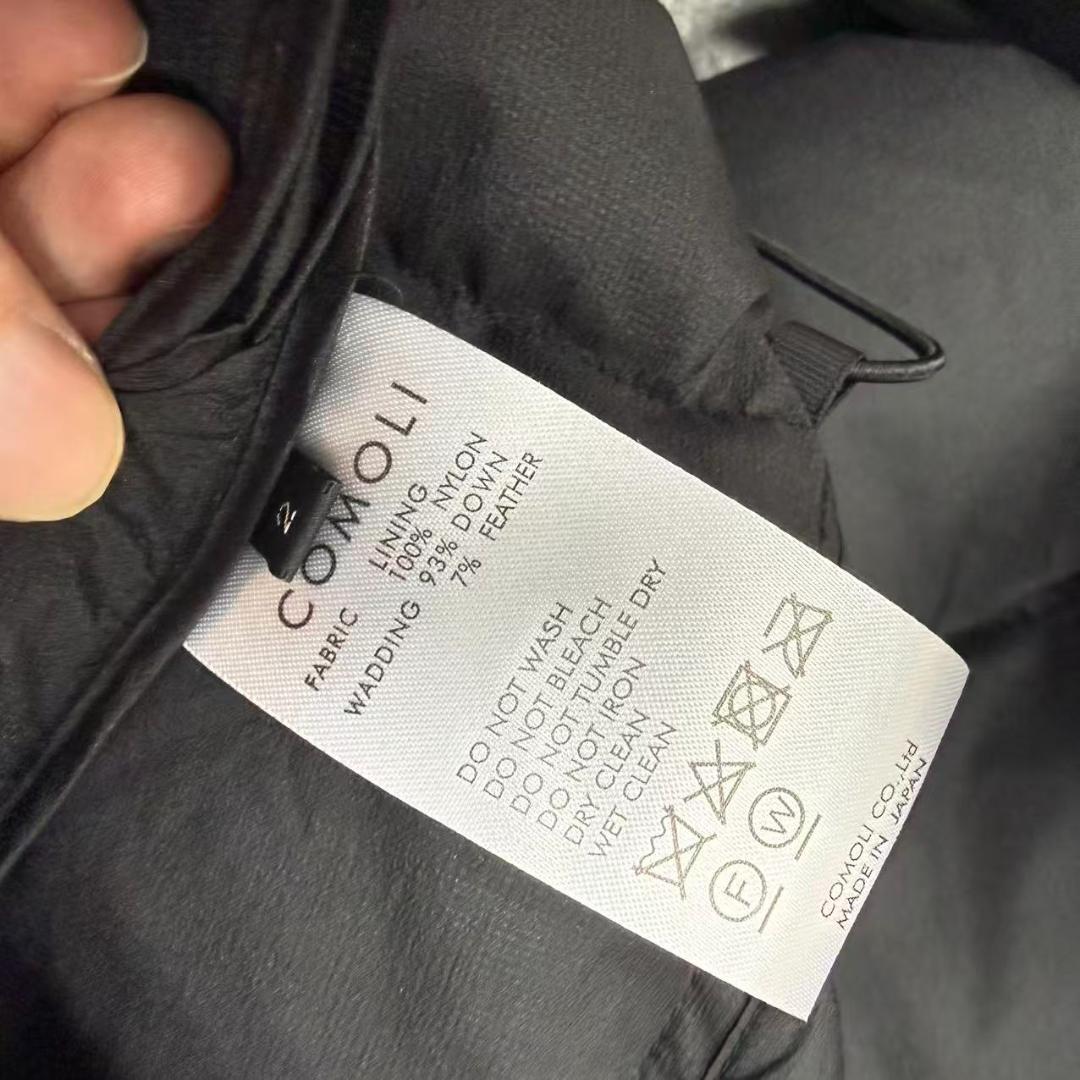 2
COMOLI
FABRIC LINING
100% NYLON
WADDING 93% DOWN
7% FEATHER
DO NOT WASH
DO NOT BLEACH
DO NOT TUMBLE DRY
DO NOT IRON
DRY CLEAN
WET CLEAN
F W
COMOLI CO.,Ltd
MADE IN JAPAN